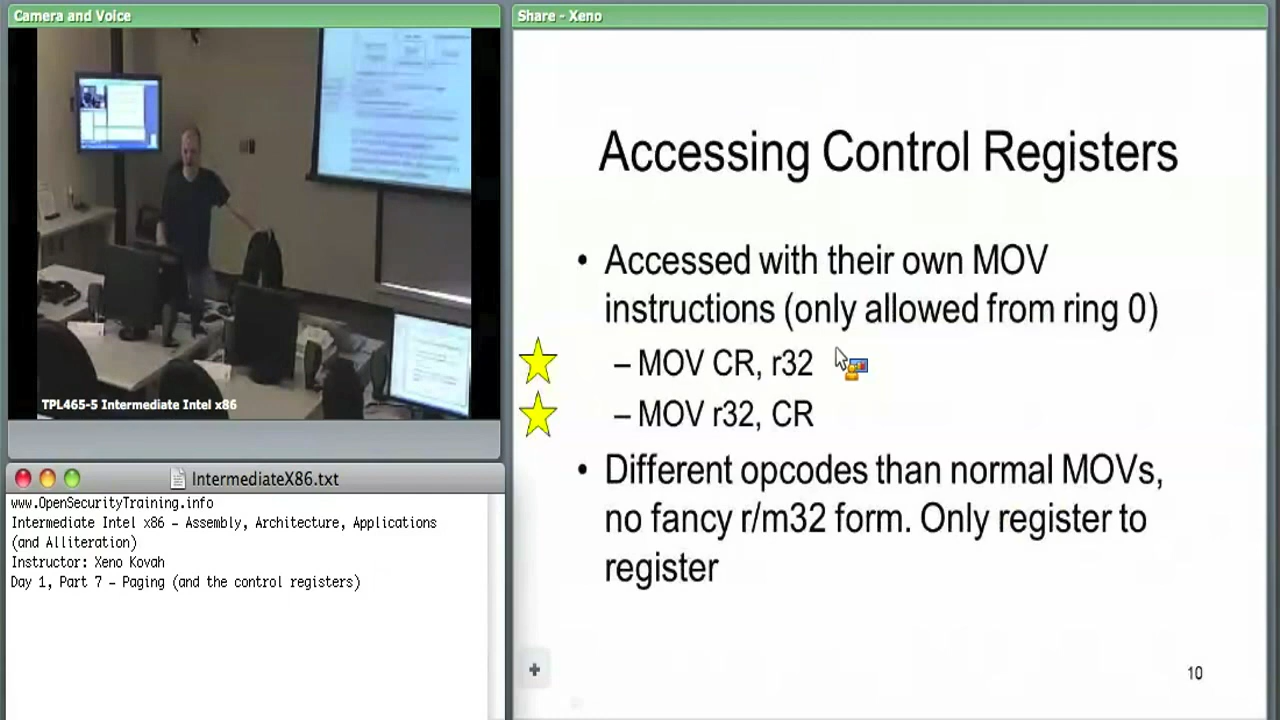 Camera and Voice
TPL465-5 Intermediate Intel x86
IntermediateX86.txt
www.OpenSecurityTraining.info
Intermediate Intel x86 – Assembly, Architecture, Applications
(and Alliteration)
Instructor: Xeno Kovah
Day 1, Part 7 – Paging (and the control registers)
Share - Xeno
Accessing Control Registers
• Accessed with their own MOV
instructions (only allowed from ring 0)
– MOV CR, r32
– MOV r32, CR
• Different opcodes than normal MOVs,
no fancy r/m32 form. Only register to
register
10